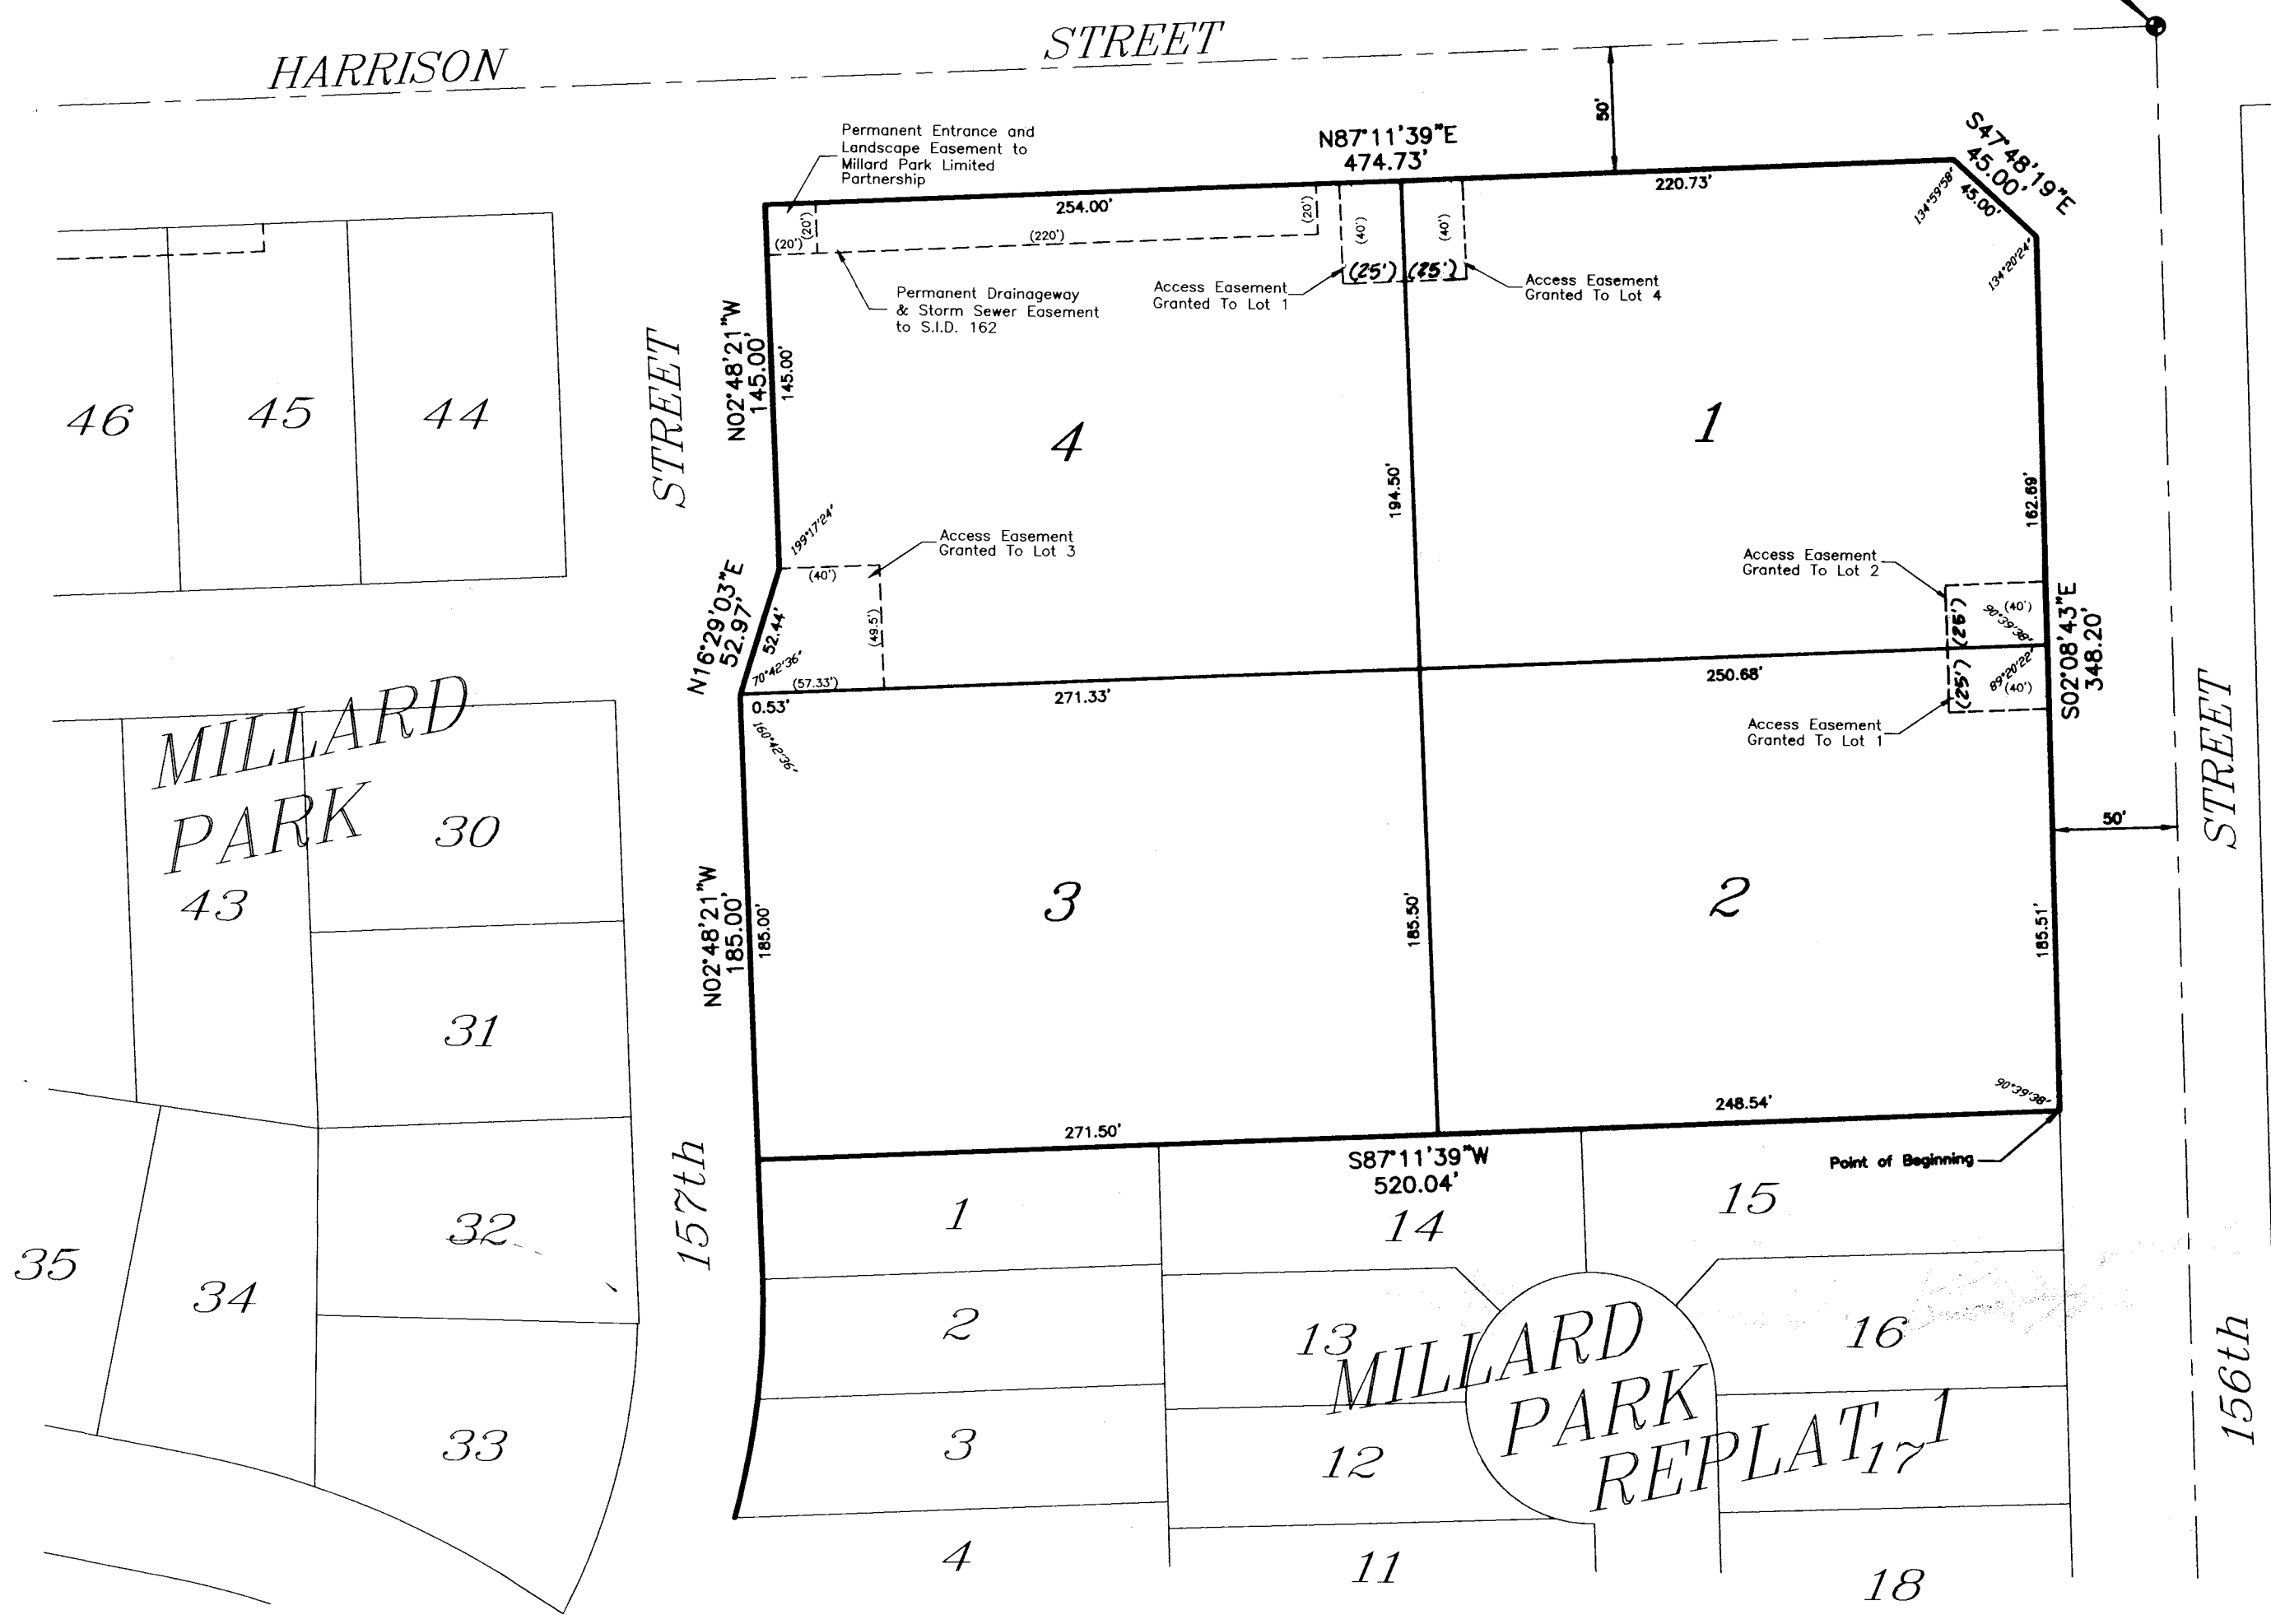 HARRISON STREET
50'
Permanent Entrance and
Landscape Easement to
Millard Park Limited
Partnership
N87°11'39"E
474.73'
S47°48'19"E
45.00'
45.00'
134°59'58"
134°20'24"
254.00'
220.73'
(20')
(20')
(220')
(20')
(40')
(40')
(25')
(25')
Access Easement
Granted To Lot 1
Access Easement
Granted To Lot 4
Permanent Drainageway
& Storm Sewer Easement
to S.I.D. 162
N02°48'21"W
145.00'
145.00'
STREET
46
45
44
4
1
194.50'
162.69'
199°17'24"
Access Easement
Granted To Lot 3
(40')
(49.5')
N16°29'03"E
52.97'
52.44'
70°42'36"
(57.33')
0.53'
271.33'
160°42'36"
Access Easement
Granted To Lot 2
(25')
(40')
90°39'38"
250.68'
89°20'22"
(40')
(25')
Access Easement
Granted To Lot 1
S02°08'43"E
348.20'
STREET
50'
MILLARD
PARK
43
30
31
N02°48'21"W
185.00'
185.00'
3
2
185.50'
185.51'
90°39'38"
271.50'
248.54'
S87°11'39"W
520.04'
Point of Beginning
157th
156th
32
33
34
35
1
2
3
4
14
13
12
11
15
16
17
18
MILLARD
PARK
REPLAT 1